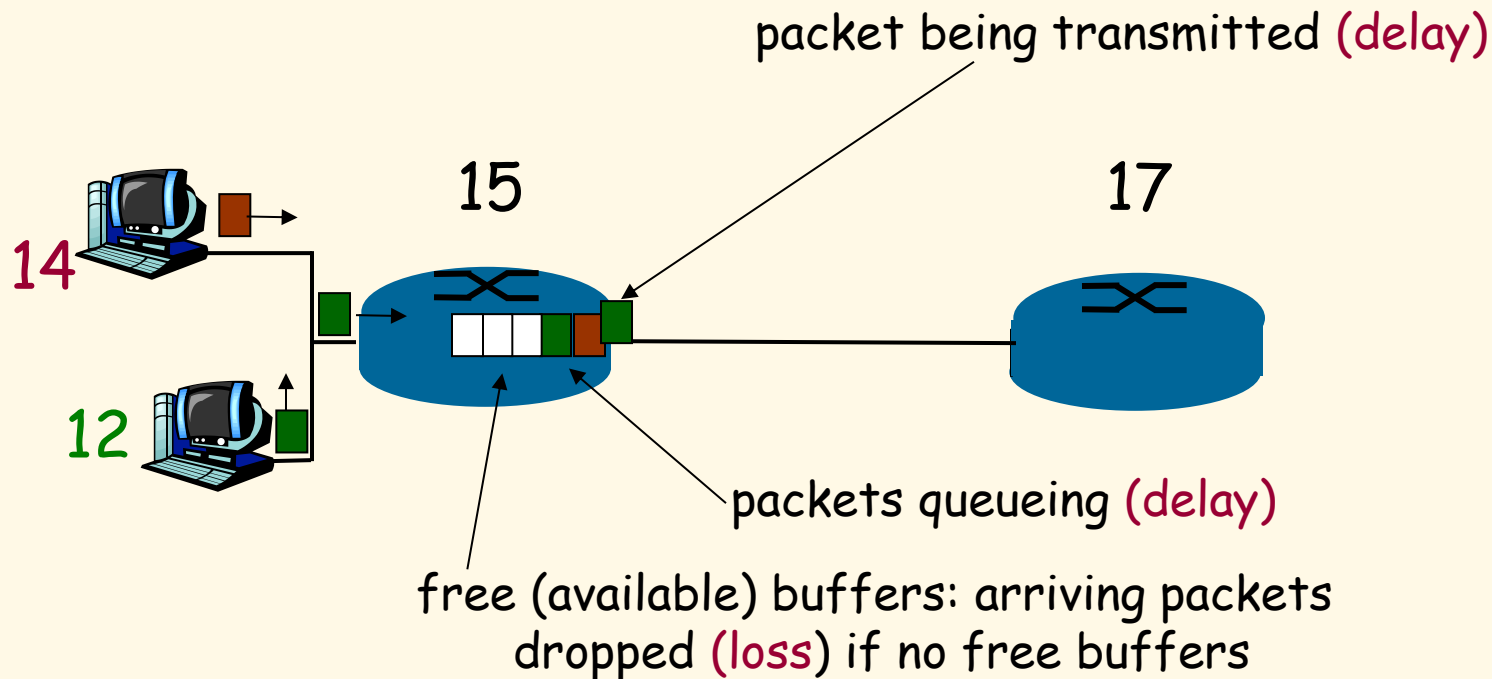 packet being transmitted (delay)
15
17
14
12
packets queueing (delay)
free (available) buffers: arriving packets
dropped (loss) if no free buffers